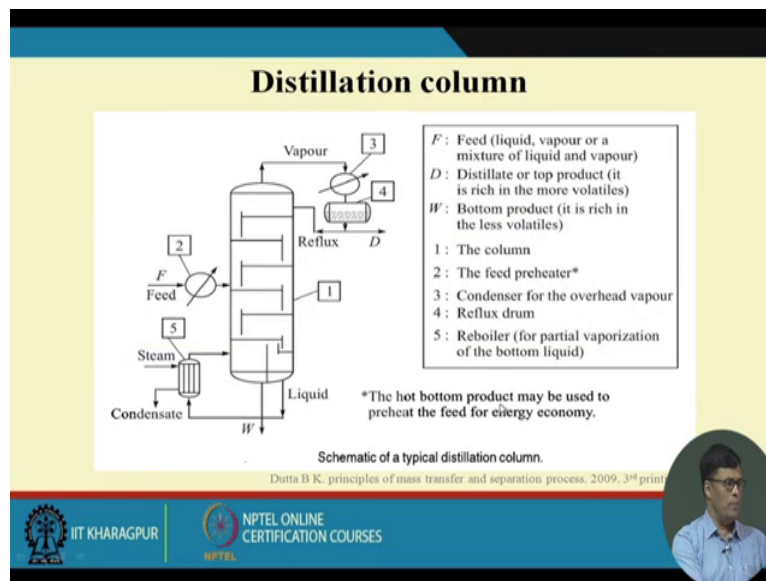 Distillation column
Vapour
3
4
Reflux
D
2
F
Feed
1
5
Steam
Condensate
Liquid
W
F : Feed (liquid, vapour or a
mixture of liquid and vapour)
D : Distillate or top product (it
is rich in the more volatiles)
W : Bottom product (it is rich in
the less volatiles)
1 : The column
2 : The feed preheater*
3 : Condenser for the overhead vapour
4 : Reflux drum
5 : Reboiler (for partial vaporization
of the bottom liquid)
*The hot bottom product may be used to
preheat the feed for energy economy.
Schematic of a typical distillation column.
Dutta B K. principles of mass transfer and separation process. 2009. 3rd print
IIT KHARAGPUR
NPTEL
NPTEL ONLINE
CERTIFICATION COURSES